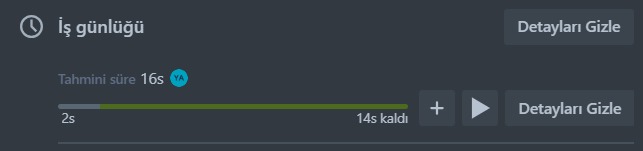 İş günlüğü
Detayları Gizle
Tahmini süre 16s YA
2s
14s kaldı
+
Detayları Gizle